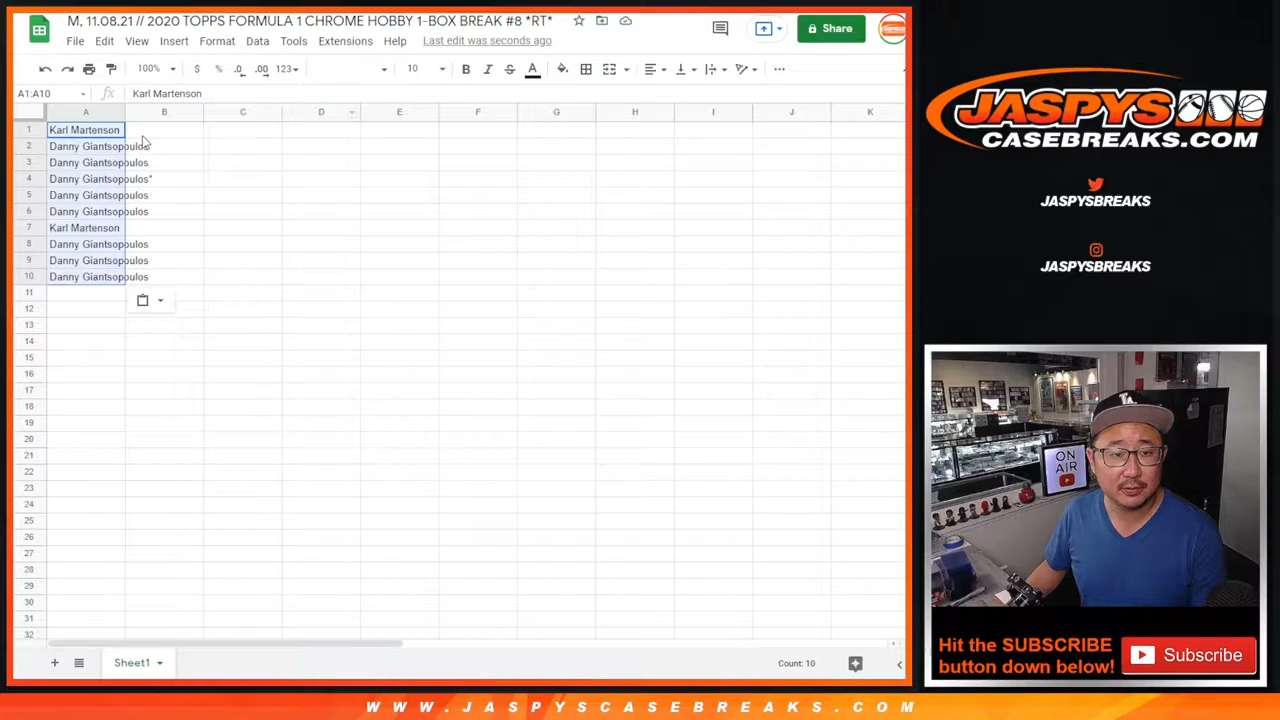 M, 11.08.21 // 2020 TOPPS FORMULA 1 CHROME HOBBY 1-BOX BREAK #8 *RT*
File Edit View Insert Format Data Tools Extensions Help Last edit was seconds ago
Share
100% $ % .0 .00 123 10 B I S A
A1:A10 fx Karl Martenson
A B C D E F G H I J K
1 Karl Martenson
2 Danny Giantsopoulos
3 Danny Giantsopoulos
4 Danny Giantsopoulos*
5 Danny Giantsopoulos
6 Danny Giantsopoulos
7 Karl Martenson
8 Danny Giantsopoulos
9 Danny Giantsopoulos
10 Danny Giantsopoulos
11
12
13
14
15
16
17
18
19
20
21
22
23
24
25
26
27
28
29
30
31
32
Sheet1
Count: 10
JASPYS
CASEBREAKS.COM
JASPYSBREAKS
JASPYSBREAKS
ON
AIR
LA
Hit the SUBSCRIBE
button down below!
Subscribe
WWW.JASPYSCASEBREAKS.COM